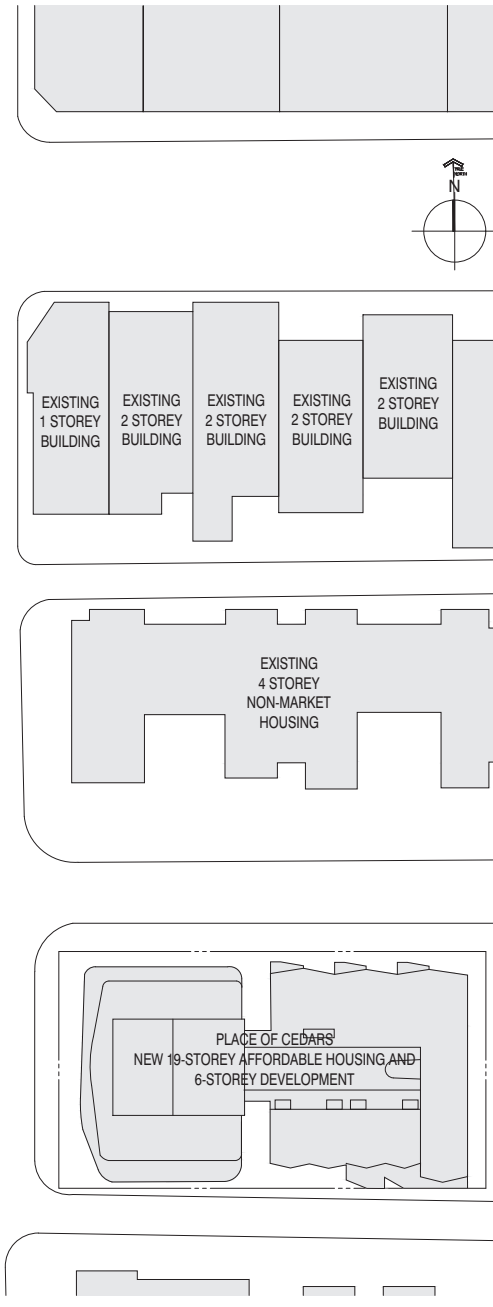 TRUE
NORTH
N
EXISTING
1 STOREY
BUILDING
EXISTING
2 STOREY
BUILDING
EXISTING
2 STOREY
BUILDING
EXISTING
2 STOREY
BUILDING
EXISTING
2 STOREY
BUILDING
EXISTING
4 STOREY
NON-MARKET
HOUSING
PLACE OF CEDARS
NEW 19-STOREY AFFORDABLE HOUSING AND
6-STOREY DEVELOPMENT